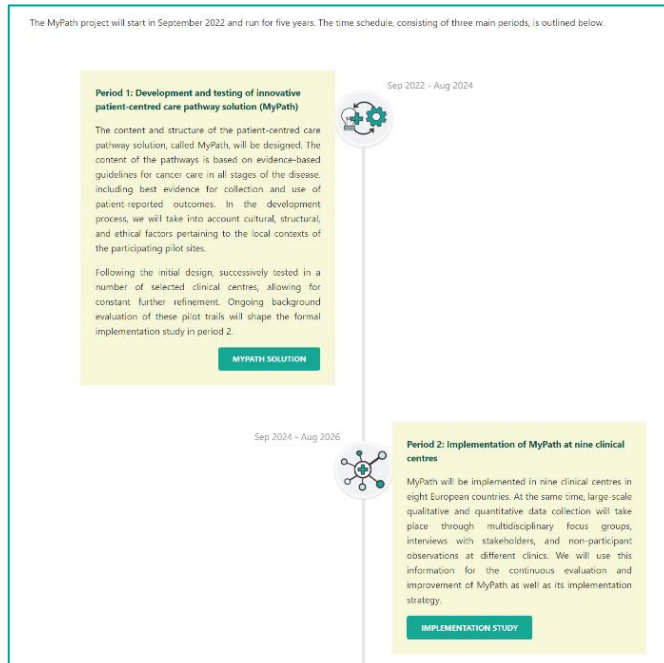 The MyPath project will start in September 2022 and run for five years. The time schedule, consisting of three main periods, is outlined below.
Sep 2022 - Aug 2024
Period 1: Development and testing of innovative
patient-centred care pathway solution (MyPath)
The content and structure of the patient-centred care
pathway solution, called MyPath, will be designed. The
content of the pathways is based on evidence-based
guidelines for cancer care in all stages of the disease,
including best evidence for collection and use of
patient-reported outcomes. In the development
process, we will take into account cultural, structural,
and ethical factors pertaining to the local contexts of
the participating pilot sites.
Following the initial design, successively tested in a
number of selected clinical centres, allowing for
constant further refinement. Ongoing background
evaluation of these pilot trails will shape the formal
implementation study in period 2.
MYPATH SOLUTION
Sep 2024 - Aug 2026
Period 2: Implementation of MyPath at nine clinical
centres
MyPath will be implemented in nine clinical centres in
eight European countries. At the same time, large-scale
qualitative and quantitative data collection will take
place through multidisciplinary focus groups,
interviews with stakeholders, and non-participant
observations at different clinics. We will use this
information for the continuous evaluation and
improvement of MyPath as well as its implementation
strategy.
IMPLEMENTATION STUDY